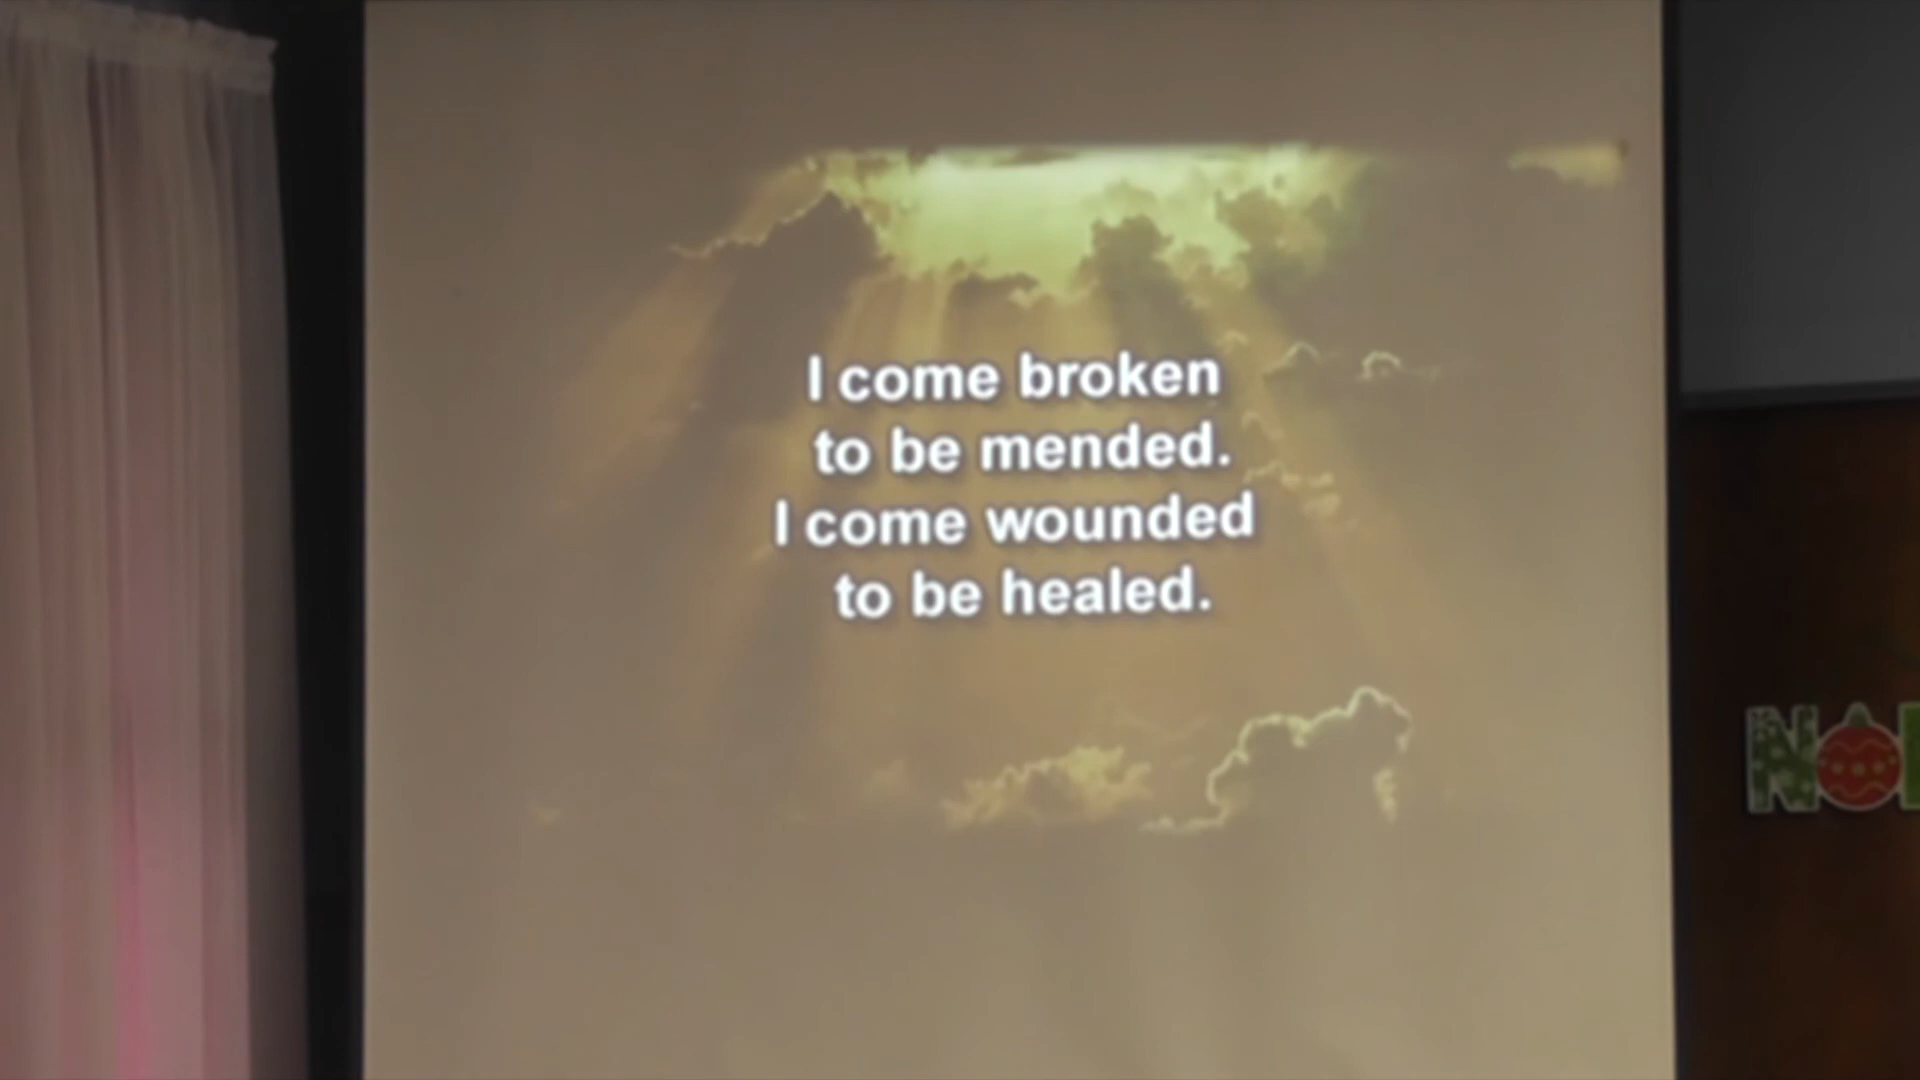 I come broken
to be mended.
I come wounded
to be healed.